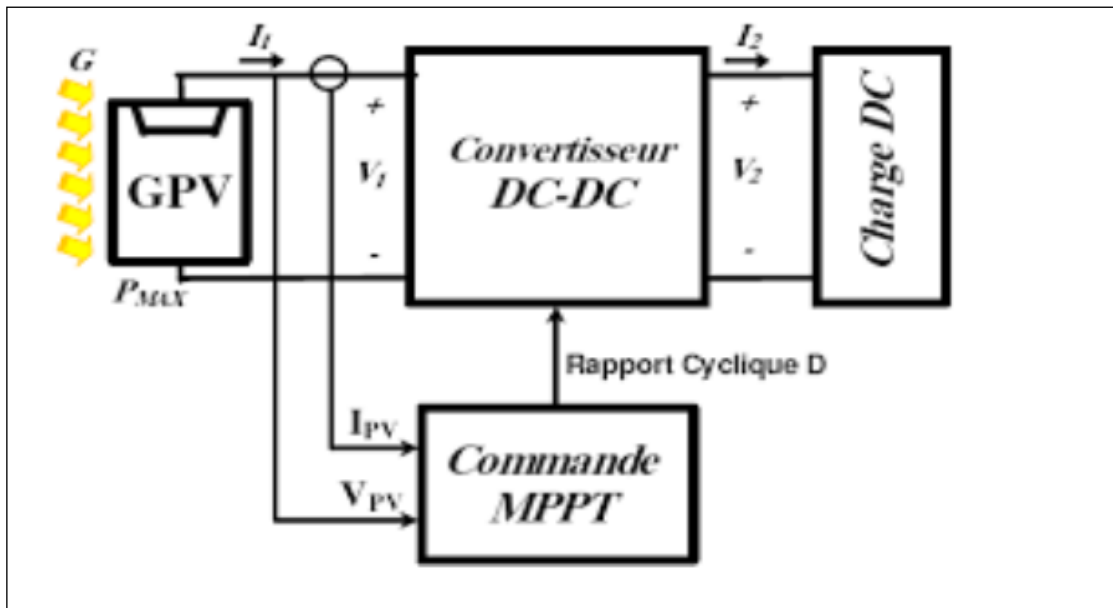 G
I1
I2
GPV
PMAX
+
V1
-
Convertisseur
DC-DC
+
V2
-
Charge DC
Rapport Cyclique D
IPV
VPV
Commande
MPPT